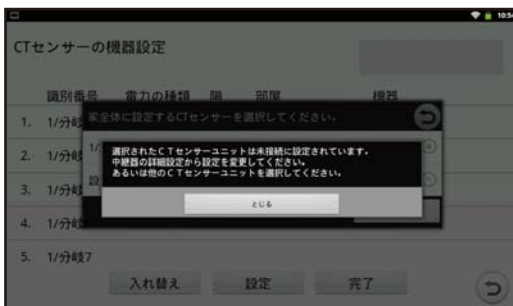 10:54
CTセンサーの機器設定
識別番号 電力の種類 階 部屋 機器
家全体に設定するCTセンサーを選択してください。
1. 1/分岐
2. 1/分岐
選択されたCTセンサーユニットは未接続に設定されています。
中継器の詳細設定から設定を変更してください。
あるいは他のCTセンサーユニットを選択してください。
3. 1/分岐
とじる
4. 1/分岐
5. 1/分岐7
入れ替え 設定 完了